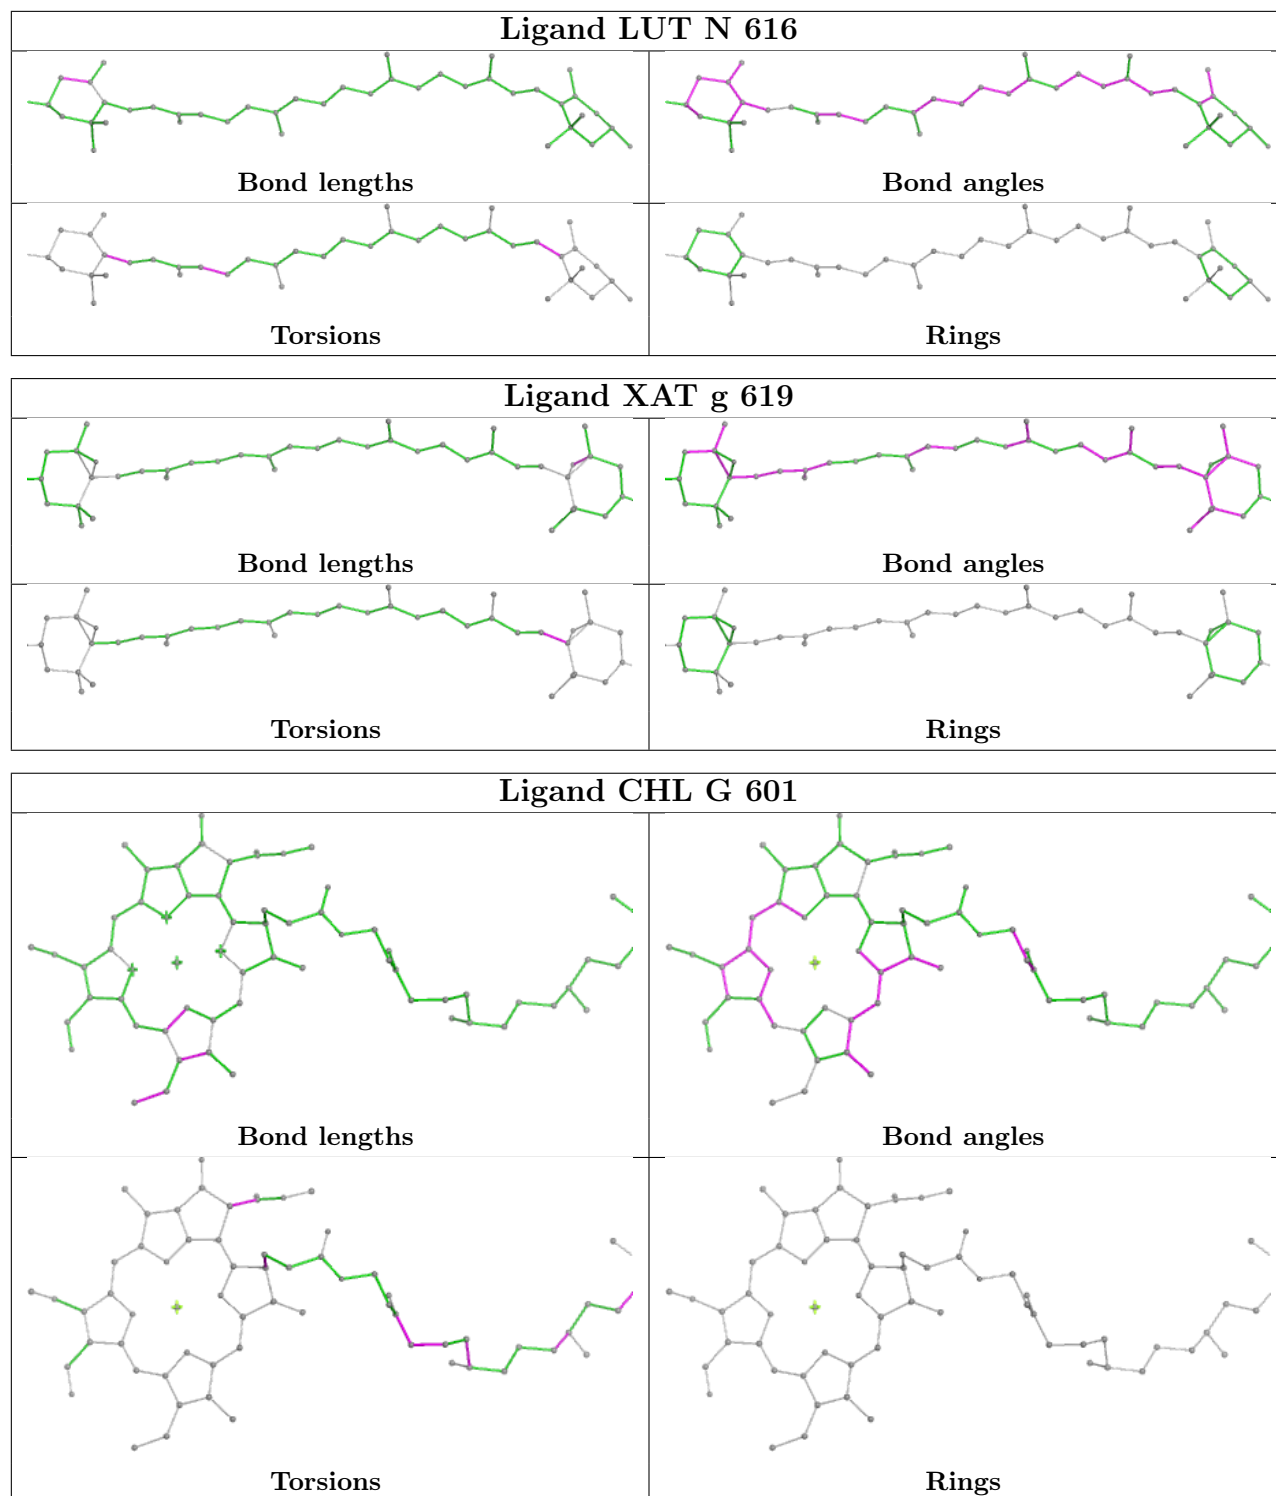 Ligand LUT N 616
Bond lengths
Bond angles
Torsions
Rings
Ligand XAT g 619
Bond lengths
Bond angles
Torsions
Rings
Ligand CHL G 601
Bond lengths
Bond angles
Torsions
Rings